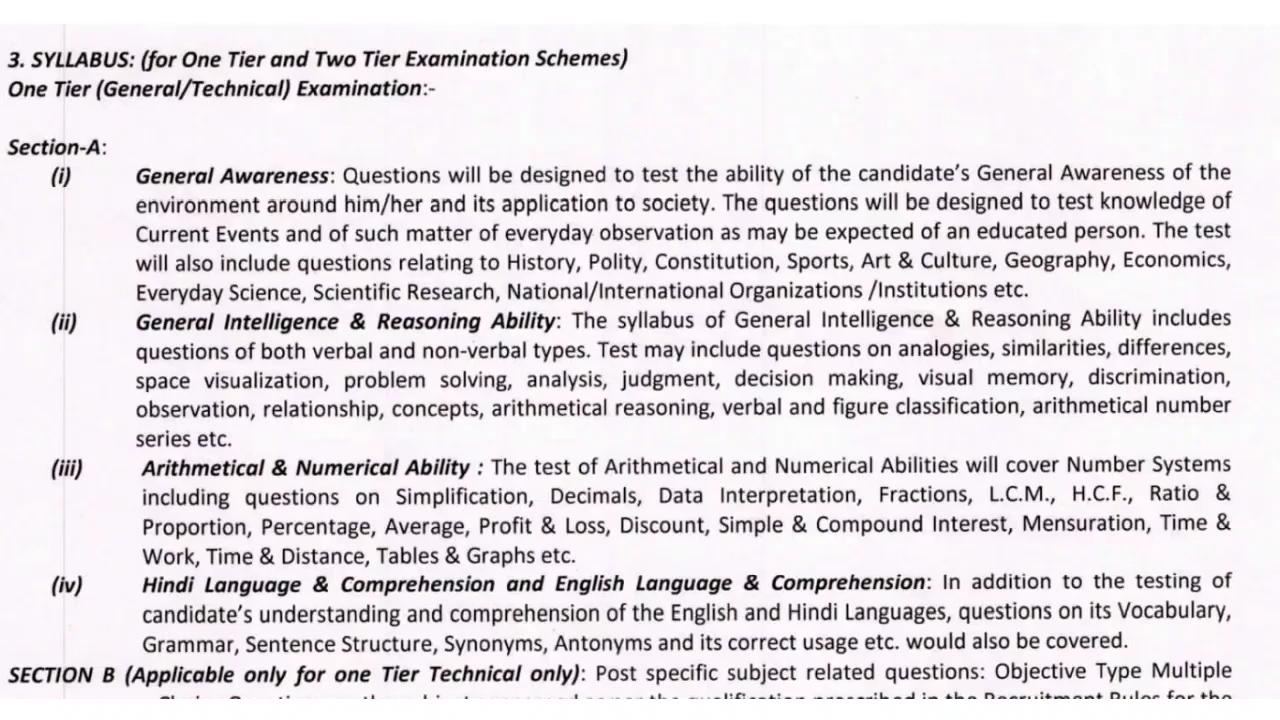 3. SYLLABUS: (for One Tier and Two Tier Examination Schemes)
One Tier (General/Technical) Examination:-
Section-A:
(i) General Awareness: Questions will be designed to test the ability of the candidate's General Awareness of the
environment around him/her and its application to society. The questions will be designed to test knowledge of
Current Events and of such matter of everyday observation as may be expected of an educated person. The test
will also include questions relating to History, Polity, Constitution, Sports, Art & Culture, Geography, Economics,
Everyday Science, Scientific Research, National/International Organizations /Institutions etc.
(ii) General Intelligence & Reasoning Ability: The syllabus of General Intelligence & Reasoning Ability includes
questions of both verbal and non-verbal types. Test may include questions on analogies, similarities, differences,
space visualization, problem solving, analysis, judgment, decision making, visual memory, discrimination,
observation, relationship, concepts, arithmetical reasoning, verbal and figure classification, arithmetical number
series etc.
(iii) Arithmetical & Numerical Ability : The test of Arithmetical and Numerical Abilities will cover Number Systems
including questions on Simplification, Decimals, Data Interpretation, Fractions, L.C.M., H.C.F., Ratio &
Proportion, Percentage, Average, Profit & Loss, Discount, Simple & Compound Interest, Mensuration, Time &
Work, Time & Distance, Tables & Graphs etc.
(iv) Hindi Language & Comprehension and English Language & Comprehension: In addition to the testing of
candidate's understanding and comprehension of the English and Hindi Languages, questions on its Vocabulary,
Grammar, Sentence Structure, Synonyms, Antonyms and its correct usage etc. would also be covered.
SECTION B (Applicable only for one Tier Technical only): Post specific subject related questions: Objective Type Multiple